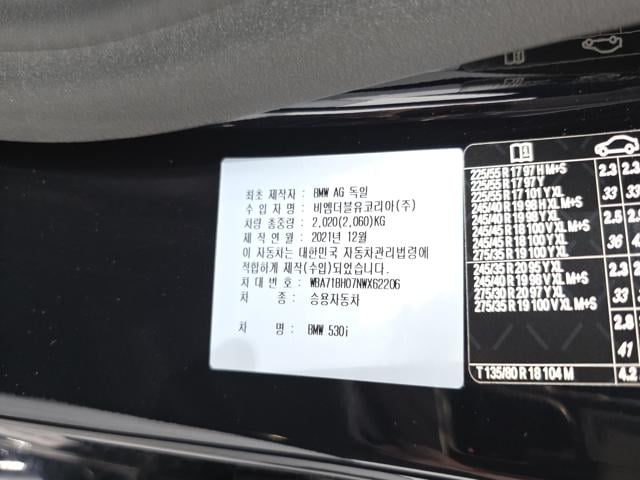 최초 제작자 : BMW AG 독일
수 입 자 명 : 비엠더블유코리아(주)
차량 총중량 : 2,020(2,060)KG
제 작 연 월 : 2021년 12월
이 자동차는 대한민국 자동차관리법령에
적합하게 제작(수입)되었습니다.
차 대 번 호 : WBA71BH07NWX62206
차 종 : 승용자동차
차 명 : BMW 530i
225/55 R 17 97 H M+S
225/55 R 17 97 Y
225/55 R 17 101 Y XL
245/40 R 19 98 H XL M+S
245/40 R 19 98 Y XL
245/45 R 18 100 V XL M+S
245/45 R 18 100 Y XL
275/35 R 19 100 Y XL
245/35 R 20 95 Y XL
245/40 R 19 98 V XL M+S
275/30 R 20 97 Y XL
275/35 R 19 100 V XL M+S
T 135/80 R 18 104 M
2.3
33
41
4.2